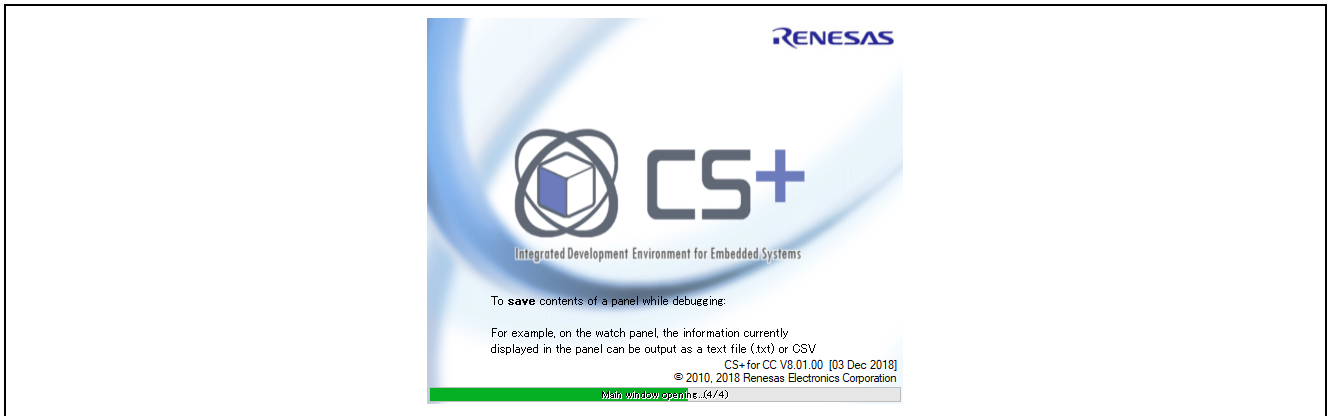 RENESAS
CS+
Integrated Development Environment for Embedded Systems
To save contents of a panel while debugging:
For example, on the watch panel, the information currently
displayed in the panel can be output as a text file (.txt) or CSV
CS+ for CC V8.01.00 [03 Dec 2018]
© 2010, 2018 Renesas Electronics Corporation
Main window opening...(4/4)